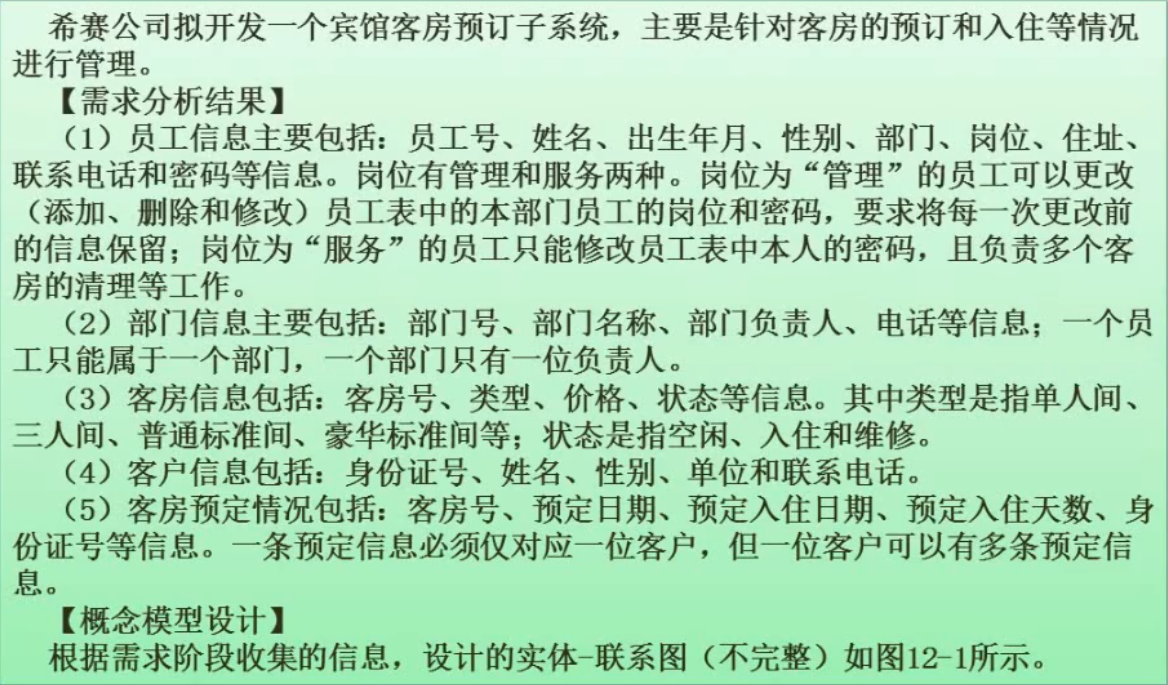 希赛公司拟开发一个宾馆客房预订子系统，主要是针对客房的预订和入住等情况
进行管理。
【需求分析结果】
（1）员工信息主要包括：员工号、姓名、出生年月、性别、部门、岗位、住址、
联系电话和密码等信息。岗位有管理和服务两种。岗位为“管理”的员工可以更改
（添加、删除和修改）员工表中的本部门员工的岗位和密码，要求将每一次更改前
的信息保留；岗位为“服务”的员工只能修改员工表中本人的密码，且负责多个客
房的清理等工作。
（2）部门信息主要包括：部门号、部门名称、部门负责人、电话等信息；一个员
工只能属于一个部门，一个部门只有一位负责人。
（3）客房信息包括：客房号、类型、价格、状态等信息。其中类型是指单人间、
三人间、普通标准间、豪华标准间等；状态是指空闲、入住和维修。
（4）客户信息包括：身份证号、姓名、性别、单位和联系电话。
（5）客房预定情况包括：客房号、预定日期、预定入住日期、预定入住天数、身
份证号等信息。一条预定信息必须仅对应一位客户，但一位客户可以有多条预定信
息。
【概念模型设计】
根据需求阶段收集的信息，设计的实体-联系图（不完整）如图12-1所示。